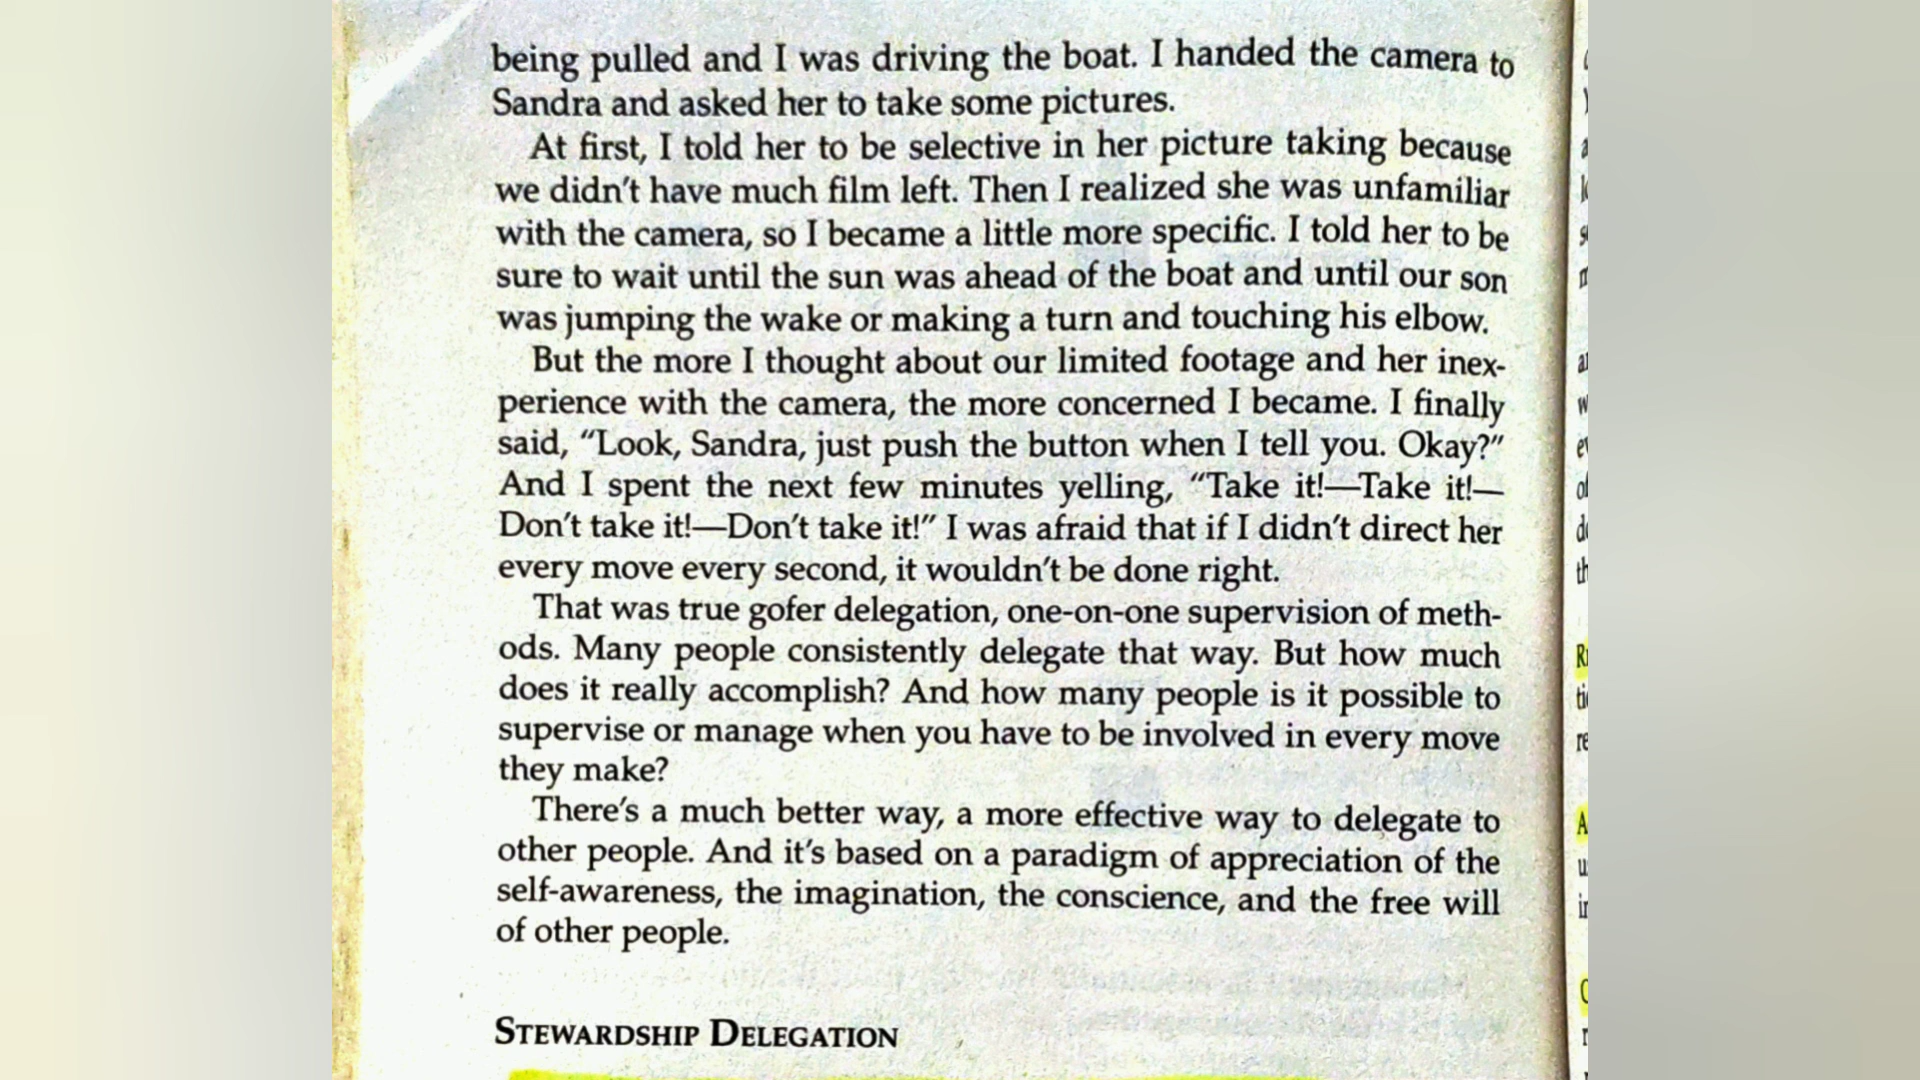 being pulled and I was driving the boat. I handed the camera to
Sandra and asked her to take some pictures.
At first, I told her to be selective in her picture taking because
we didn't have much film left. Then I realized she was unfamiliar
with the camera, so I became a little more specific. I told her to be
sure to wait until the sun was ahead of the boat and until our son
was jumping the wake or making a turn and touching his elbow.
But the more I thought about our limited footage and her inex-
perience with the camera, the more concerned I became. I finally
said, “Look, Sandra, just push the button when I tell you. Okay?”
And I spent the next few minutes yelling, “Take it!—Take it!—
Don't take it!—Don't take it!” I was afraid that if I didn't direct her
every move every second, it wouldn't be done right.
That was true gofer delegation, one-on-one supervision of meth-
ods. Many people consistently delegate that way. But how much
does it really accomplish? And how many people is it possible to
supervise or manage when you have to be involved in every move
they make?
There's a much better way, a more effective way to delegate to
other people. And it's based on a paradigm of appreciation of the
self-awareness, the imagination, the conscience, and the free will
of other people.
STEWARDSHIP DELEGATION